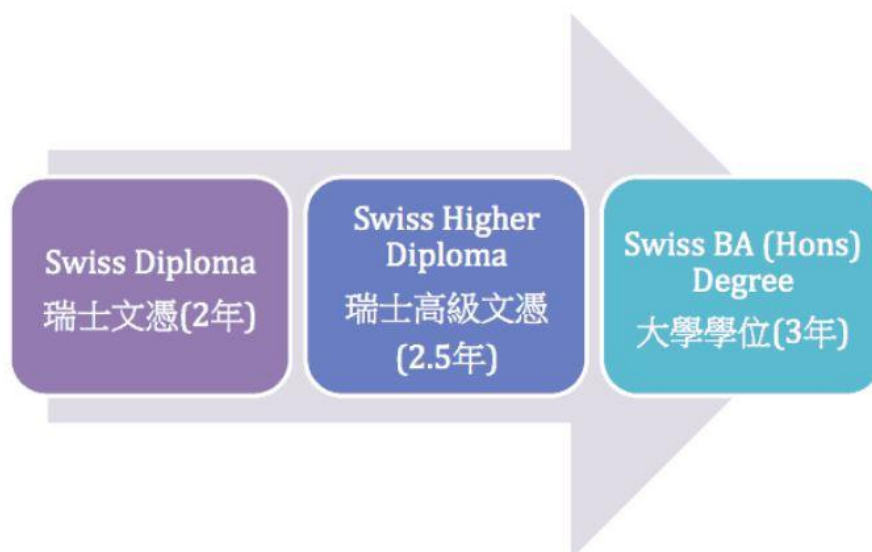 Swiss Diploma
瑞士文憑(2年)
Swiss Higher
Diploma
瑞士高級文憑
(2.5年)
Swiss BA (Hons)
Degree
大學學位(3年)